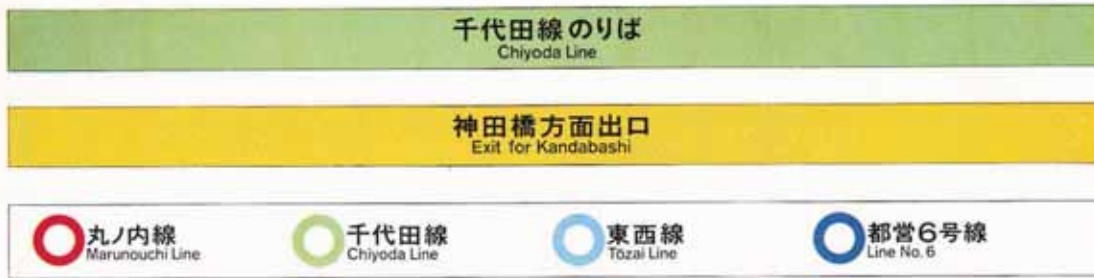 千代田線のりば
Chiyoda Line
神田橋方面出口
Exit for Kandabashi
丸ノ内線
Marunouchi Line
千代田線
Chiyoda Line
東西線
Tōzai Line
都営6号線
Line No. 6